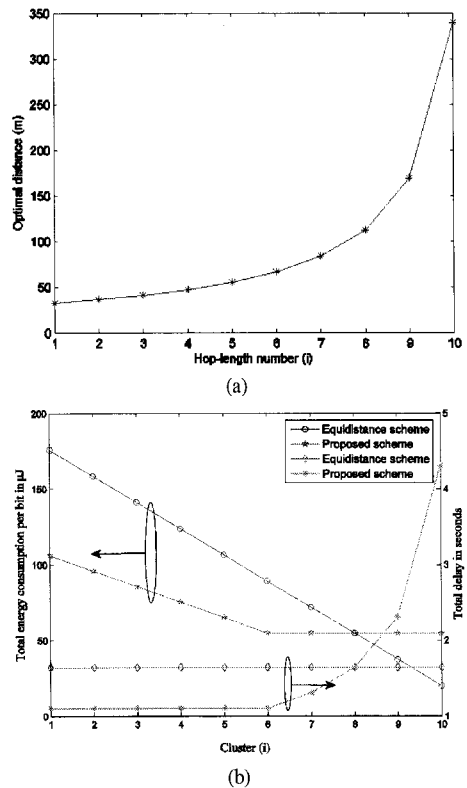 350
300
250
200
150
100
50
0
Optimal distance (m)
1 2 3 4 5 6 7 8 9 10
Hop-length number (i)
(a)
200
150
100
50
0
Total energy consumption per bit in μJ
Equidistance scheme
Proposed scheme
Equidistance scheme
Proposed scheme
5
4
3
2
1
Total delay in seconds
1 2 3 4 5 6 7 8 9 10
Cluster (i)
(b)